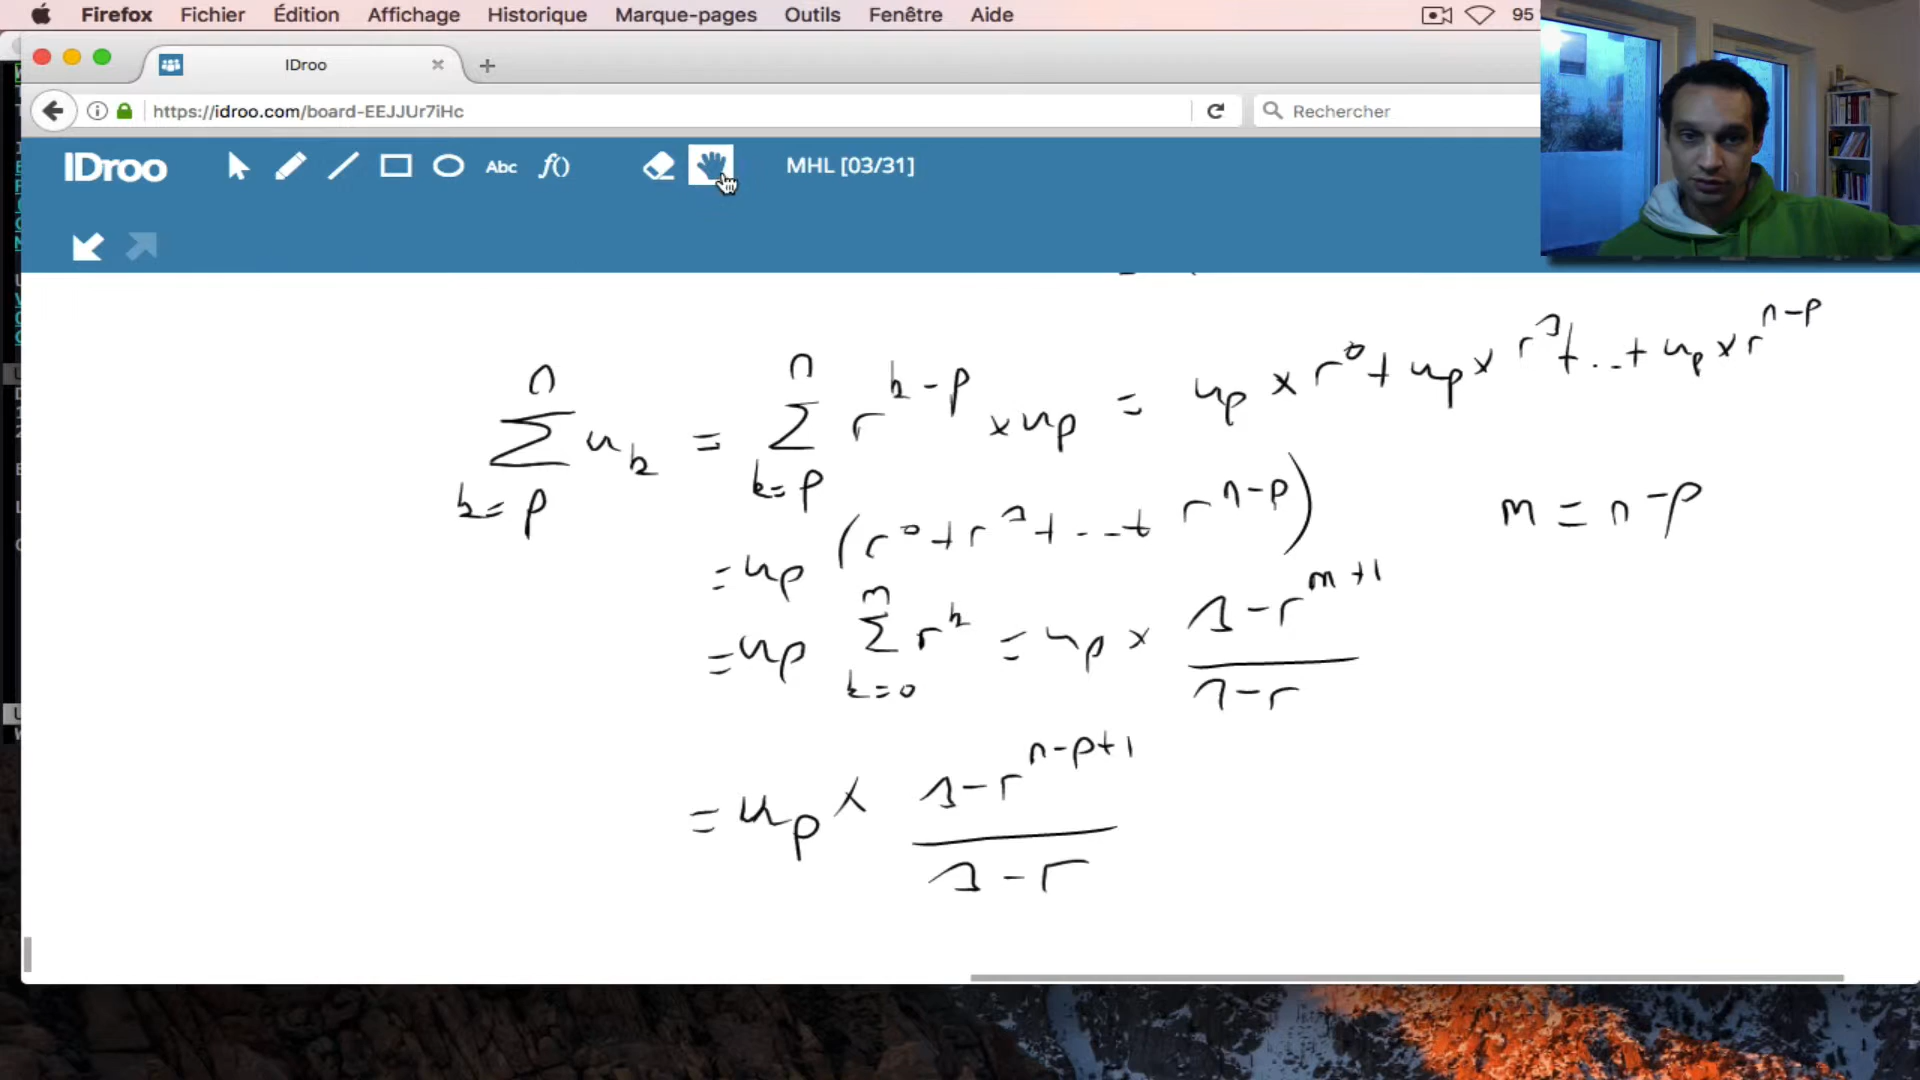 Firefox Fichier Édition Affichage Historique Marque-pages Outils Fenêtre Aide 95
IDroo
https://idroo.com/board-EEJJUr7iHc Rechercher
IDroo Abc f() MHL [03/31]
n n
∑ u_k = ∑ r^{k-p} × u_p = u_p × r^0 + u_p × r^1 + ... + u_p × r^{n-p}
k=p k=p
= u_p (r^0 + r^1 + ... + r^{n-p}) m = n-p
= u_p ∑_{k=0}^{m} r^k = u_p × (1-r^{m+1})/(1-r)
= u_p × (1-r^{n-p+1})/(1-r)